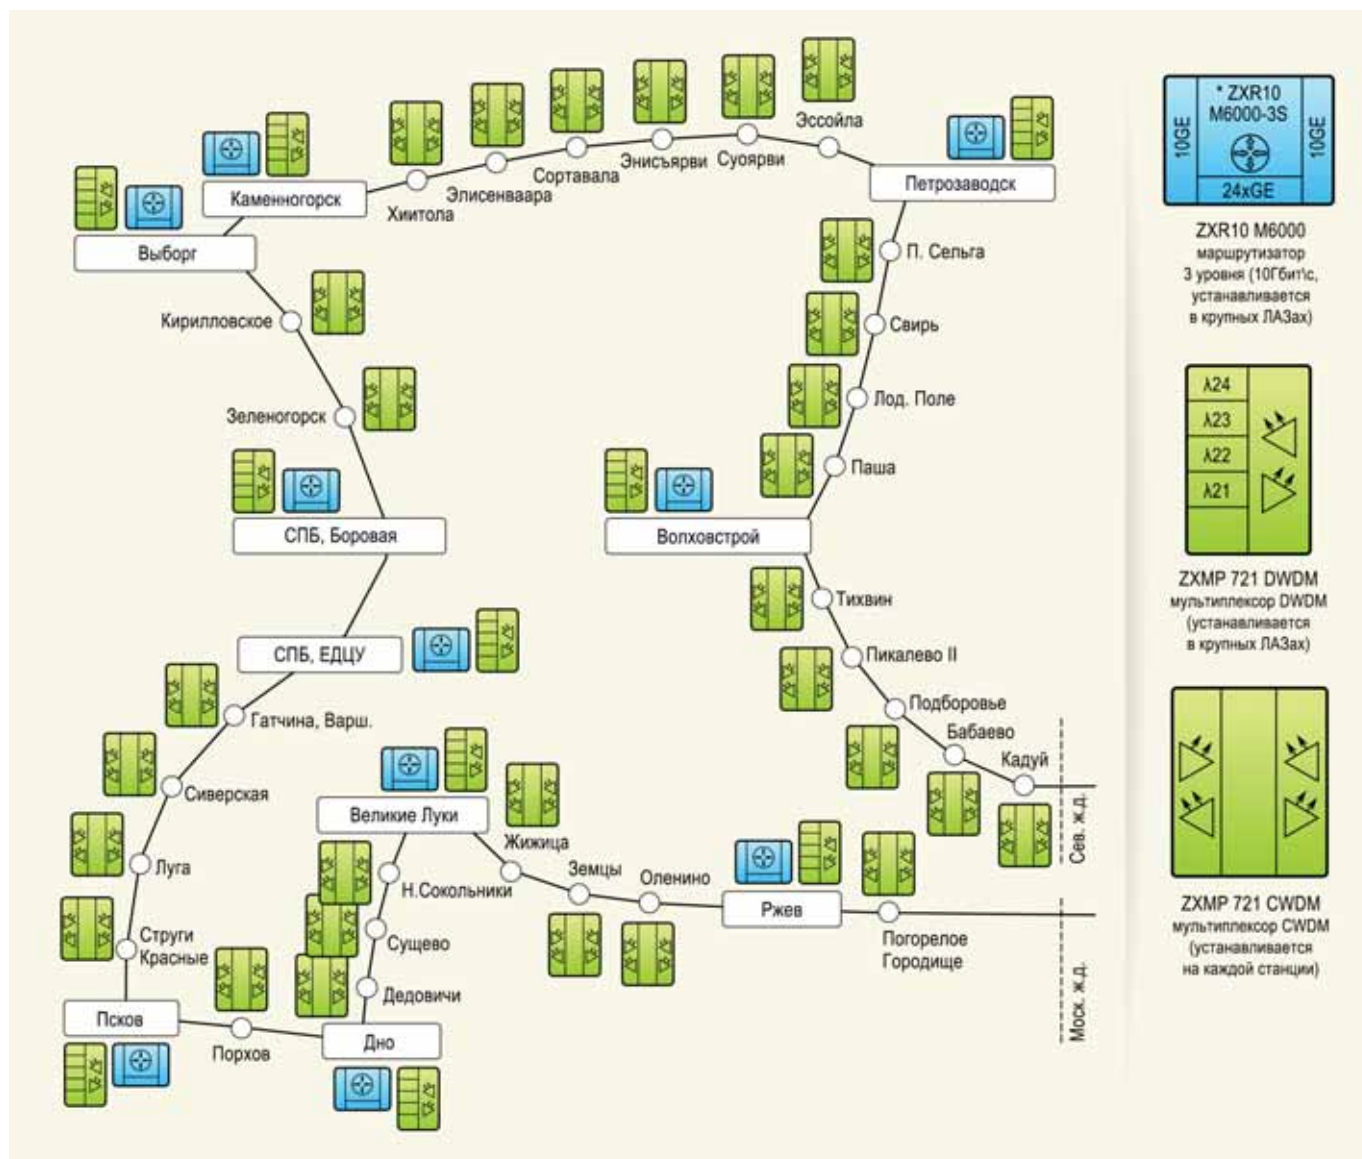 Эссойла
Энисъярви
Суоярви
Сортавала
Элисенваара
Хиитола
Каменногорск
Петрозаводск
Выборг
П. Сельга
Кирилловское
Свирь
Зеленогорск
Лод. Поле
Паша
СПБ, Боровая
Волховстрой
Тихвин
СПБ, ЕДЦУ
Пикалево II
Гатчина, Варш.
Подборовье
Бабаево
Кадуй
Сев. ж.д.
Сиверская
Великие Луки
Жижица
Луга
Н.Сокольники
Земцы
Оленино
Ржев
Струги
Красные
Сущево
Погорелое
Городище
Дедовичи
Моск. ж.д.
Псков
Порхов
Дно
* ZXR10
M6000-3S
10GE
10GE
24xGE
ZXR10 M6000
маршрутизатор
3 уровня (10Гбит\с,
устанавливается
в крупных ЛАЗах)
λ24
λ23
λ22
λ21
ZXMP 721 DWDM
мультиплексор DWDM
(устанавливается
в крупных ЛАЗах)
ZXMP 721 CWDM
мультиплексор CWDM
(устанавливается
на каждой станции)